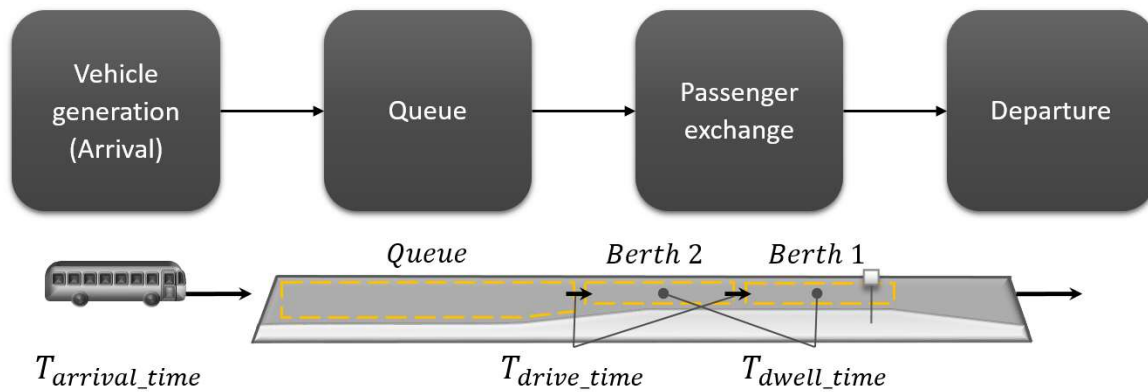 Vehicle
generation
(Arrival)
Queue
Passenger
exchange
Departure
Queue
Berth 2
Berth 1
T_arrival_time
T_drive_time
T_dwell_time